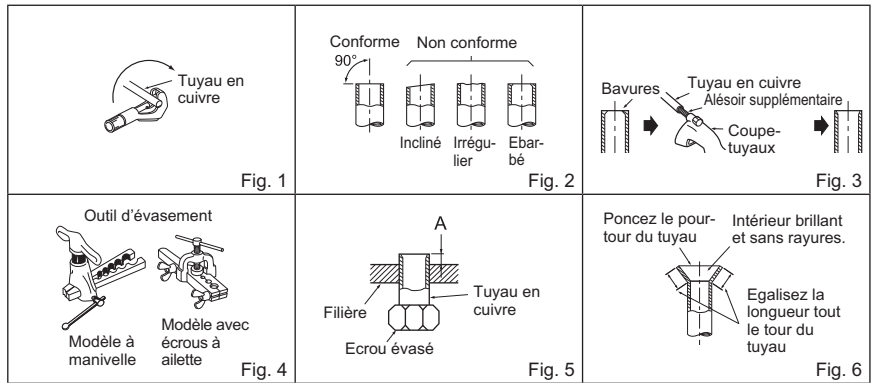 Tuyau en
cuivre
Fig. 1
Conforme
Non conforme
90°
Incliné
Irrégu-
lier
Ebar-
bé
Fig. 2
Bavures
Tuyau en cuivre
Alésoir supplémentaire
Coupe-
tuyaux
Fig. 3
Outil d’évasement
Modèle à
manivelle
Modèle avec
écrous à
ailette
Fig. 4
A
Filière
Tuyau en
cuivre
Ecrou évasé
Fig. 5
Poncez le pour-
tour du tuyau
Intérieur brillant
et sans rayures.
Egalisez la
longueur tout
le tour du
tuyau
Fig. 6